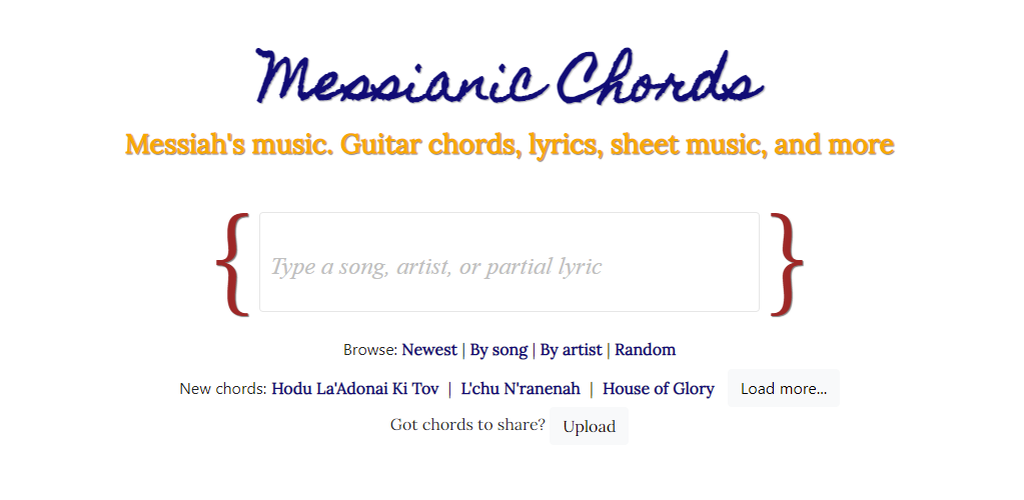 Messianic Chords
Messiah's music. Guitar chords, lyrics, sheet music, and more
{ Type a song, artist, or partial lyric }
Browse: Newest | By song | By artist | Random
New chords: Hodu La'Adonai Ki Tov | L'chu N'ranenah | House of Glory Load more...
Got chords to share? Upload